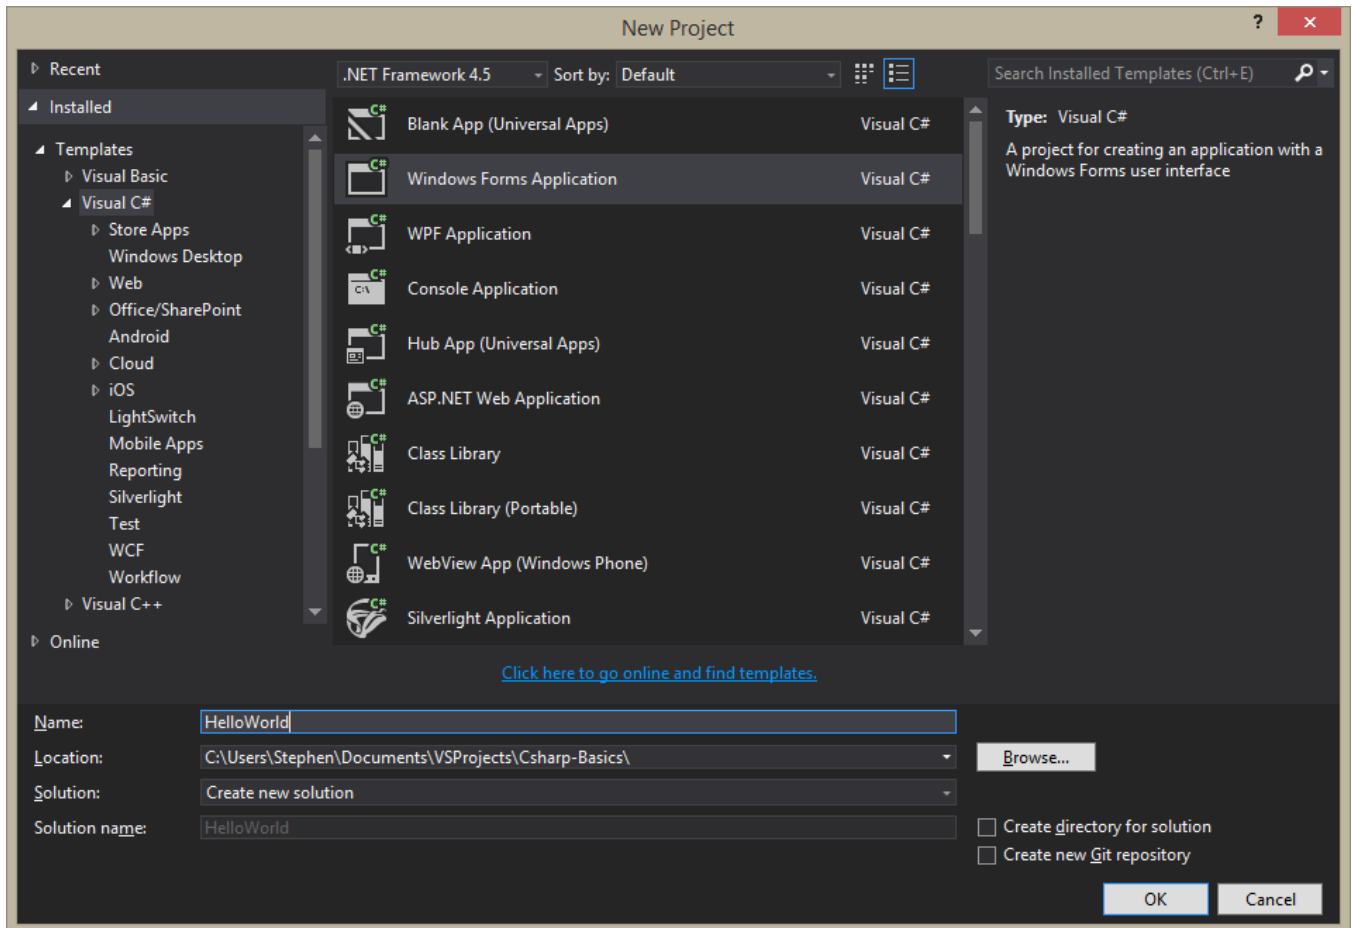 New Project
?
Recent
.NET Framework 4.5
Sort by: Default
Search Installed Templates (Ctrl+E)
Installed
Templates
Visual Basic
Visual C#
Store Apps
Windows Desktop
Web
Office/SharePoint
Android
Cloud
iOS
LightSwitch
Mobile Apps
Reporting
Silverlight
Test
WCF
Workflow
Visual C++
Online
C# Blank App (Universal Apps) Visual C#
C# Windows Forms Application Visual C#
C# WPF Application Visual C#
C# C:\ Console Application Visual C#
C# Hub App (Universal Apps) Visual C#
C# ASP.NET Web Application Visual C#
C# Class Library Visual C#
C# Class Library (Portable) Visual C#
C# WebView App (Windows Phone) Visual C#
C# Silverlight Application Visual C#
Type: Visual C#
A project for creating an application with a
Windows Forms user interface
Click here to go online and find templates.
Name: HelloWorld
Location: C:\Users\Stephen\Documents\VSProjects\Csharp-Basics\
Browse...
Solution: Create new solution
Solution name: HelloWorld
Create directory for solution
Create new Git repository
OK
Cancel